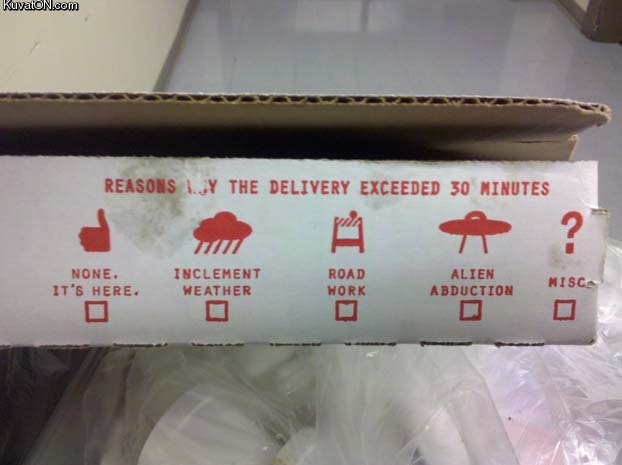 KuvatON.com
REASONS THE DELIVERY EXCEEDED 30 MINUTES
NONE.
IT'S HERE.
INCLEMENT
WEATHER
ROAD
WORK
ALIEN
ABDUCTION
?
MISC.